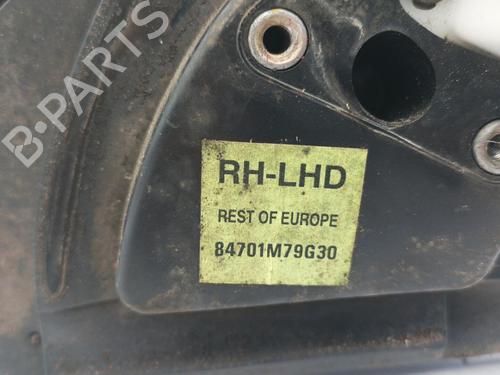 B-PARTS
RH-LHD
REST OF EUROPE
84701M79G30